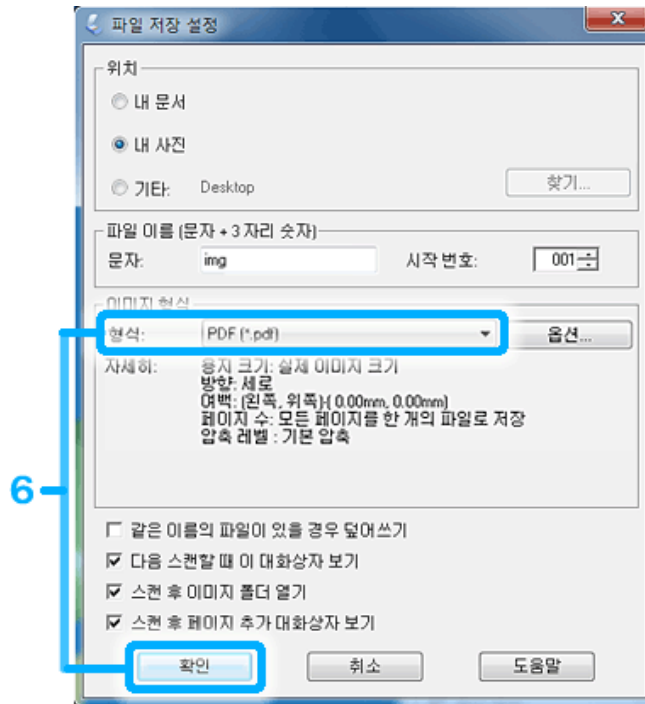 파일 저장 설정
위치
내 문서
내 사진
기타: Desktop 찾기...
파일 이름 (문자 + 3 자리 숫자)
문자: img 시작 번호: 001
이미지 형식
형식: PDF (*.pdf) 옵션...
자세히: 용지 크기: 실제 이미지 크기
방향: 세로
여백: (왼쪽, 위쪽)( 0.00mm, 0.00mm)
페이지 수: 모든 페이지를 한 개의 파일로 저장
압축 레벨 : 기본 압축
6
같은 이름의 파일이 있을 경우 덮어쓰기
다음 스캔할 때 이 대화상자 보기
스캔 후 이미지 폴더 열기
스캔 후 페이지 추가 대화상자 보기
확인 취소 도움말